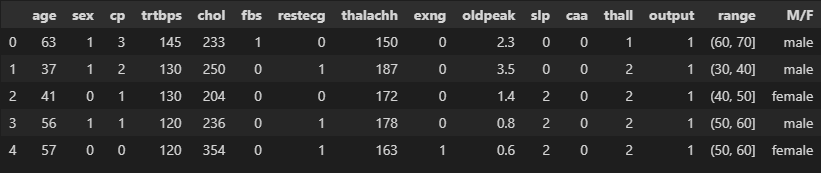 age sex cp trtbps chol fbs restecg thalachh exng oldpeak slp caa thall output range M/F
0 63 1 3 145 233 1 0 150 0 2.3 0 0 1 1 (60, 70] male
1 37 1 2 130 250 0 1 187 0 3.5 0 0 2 1 (30, 40] male
2 41 0 1 130 204 0 0 172 0 1.4 2 0 2 1 (40, 50] female
3 56 1 1 120 236 0 1 178 0 0.8 2 0 2 1 (50, 60] male
4 57 0 0 120 354 0 1 163 1 0.6 2 0 2 1 (50, 60] female